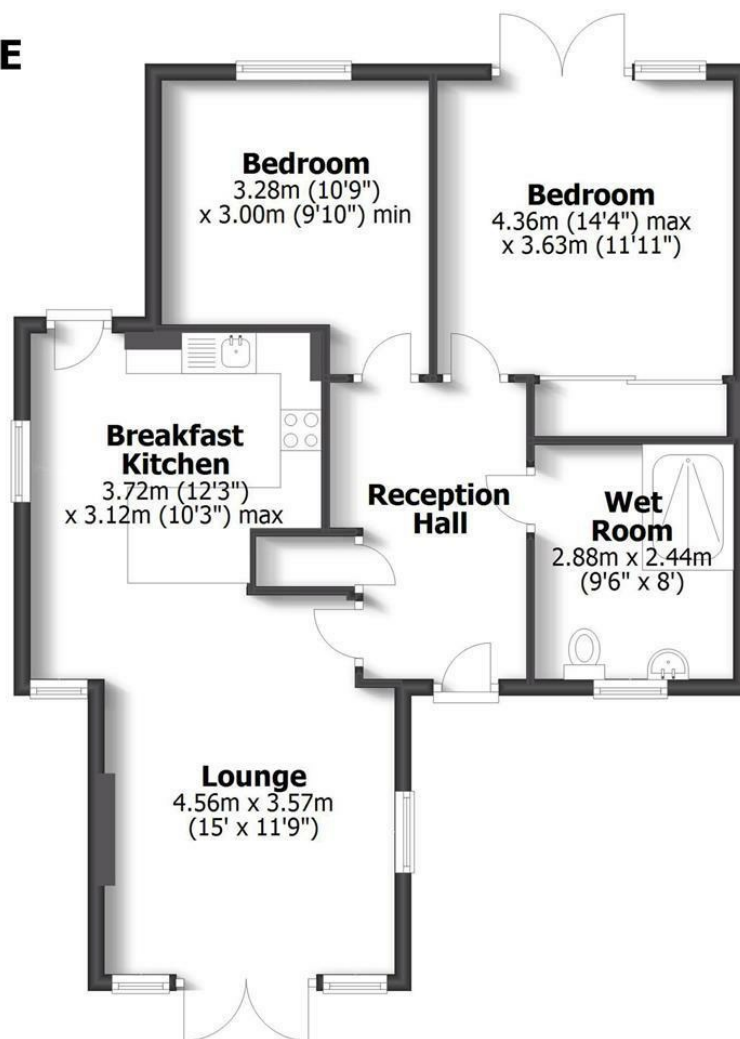 E
Bedroom
3.28m (10'9")
x 3.00m (9'10") min
Bedroom
4.36m (14'4") max
x 3.63m (11'11")
Breakfast
Kitchen
3.72m (12'3")
x 3.12m (10'3") max
Reception
Hall
Wet
Room
2.88m x 2.44m
(9'6" x 8')
Lounge
4.56m x 3.57m
(15' x 11'9")